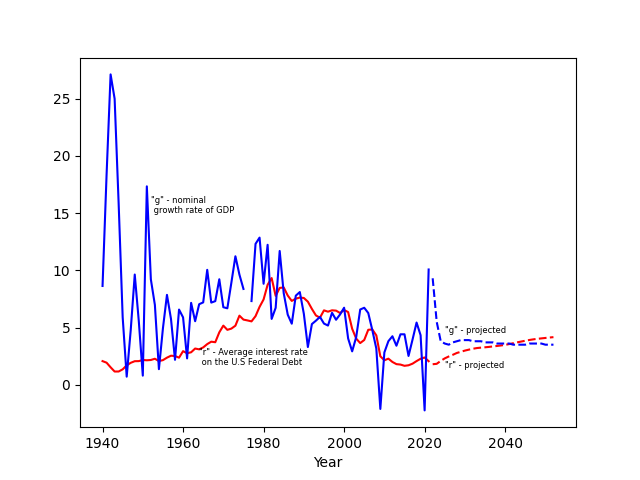 25
20
15
10
5
0
"g" - nominal
growth rate of GDP
"r" - Average interest rate
on the U.S Federal Debt
"g" - projected
"r" - projected
1940
1960
1980
2000
2020
2040
Year